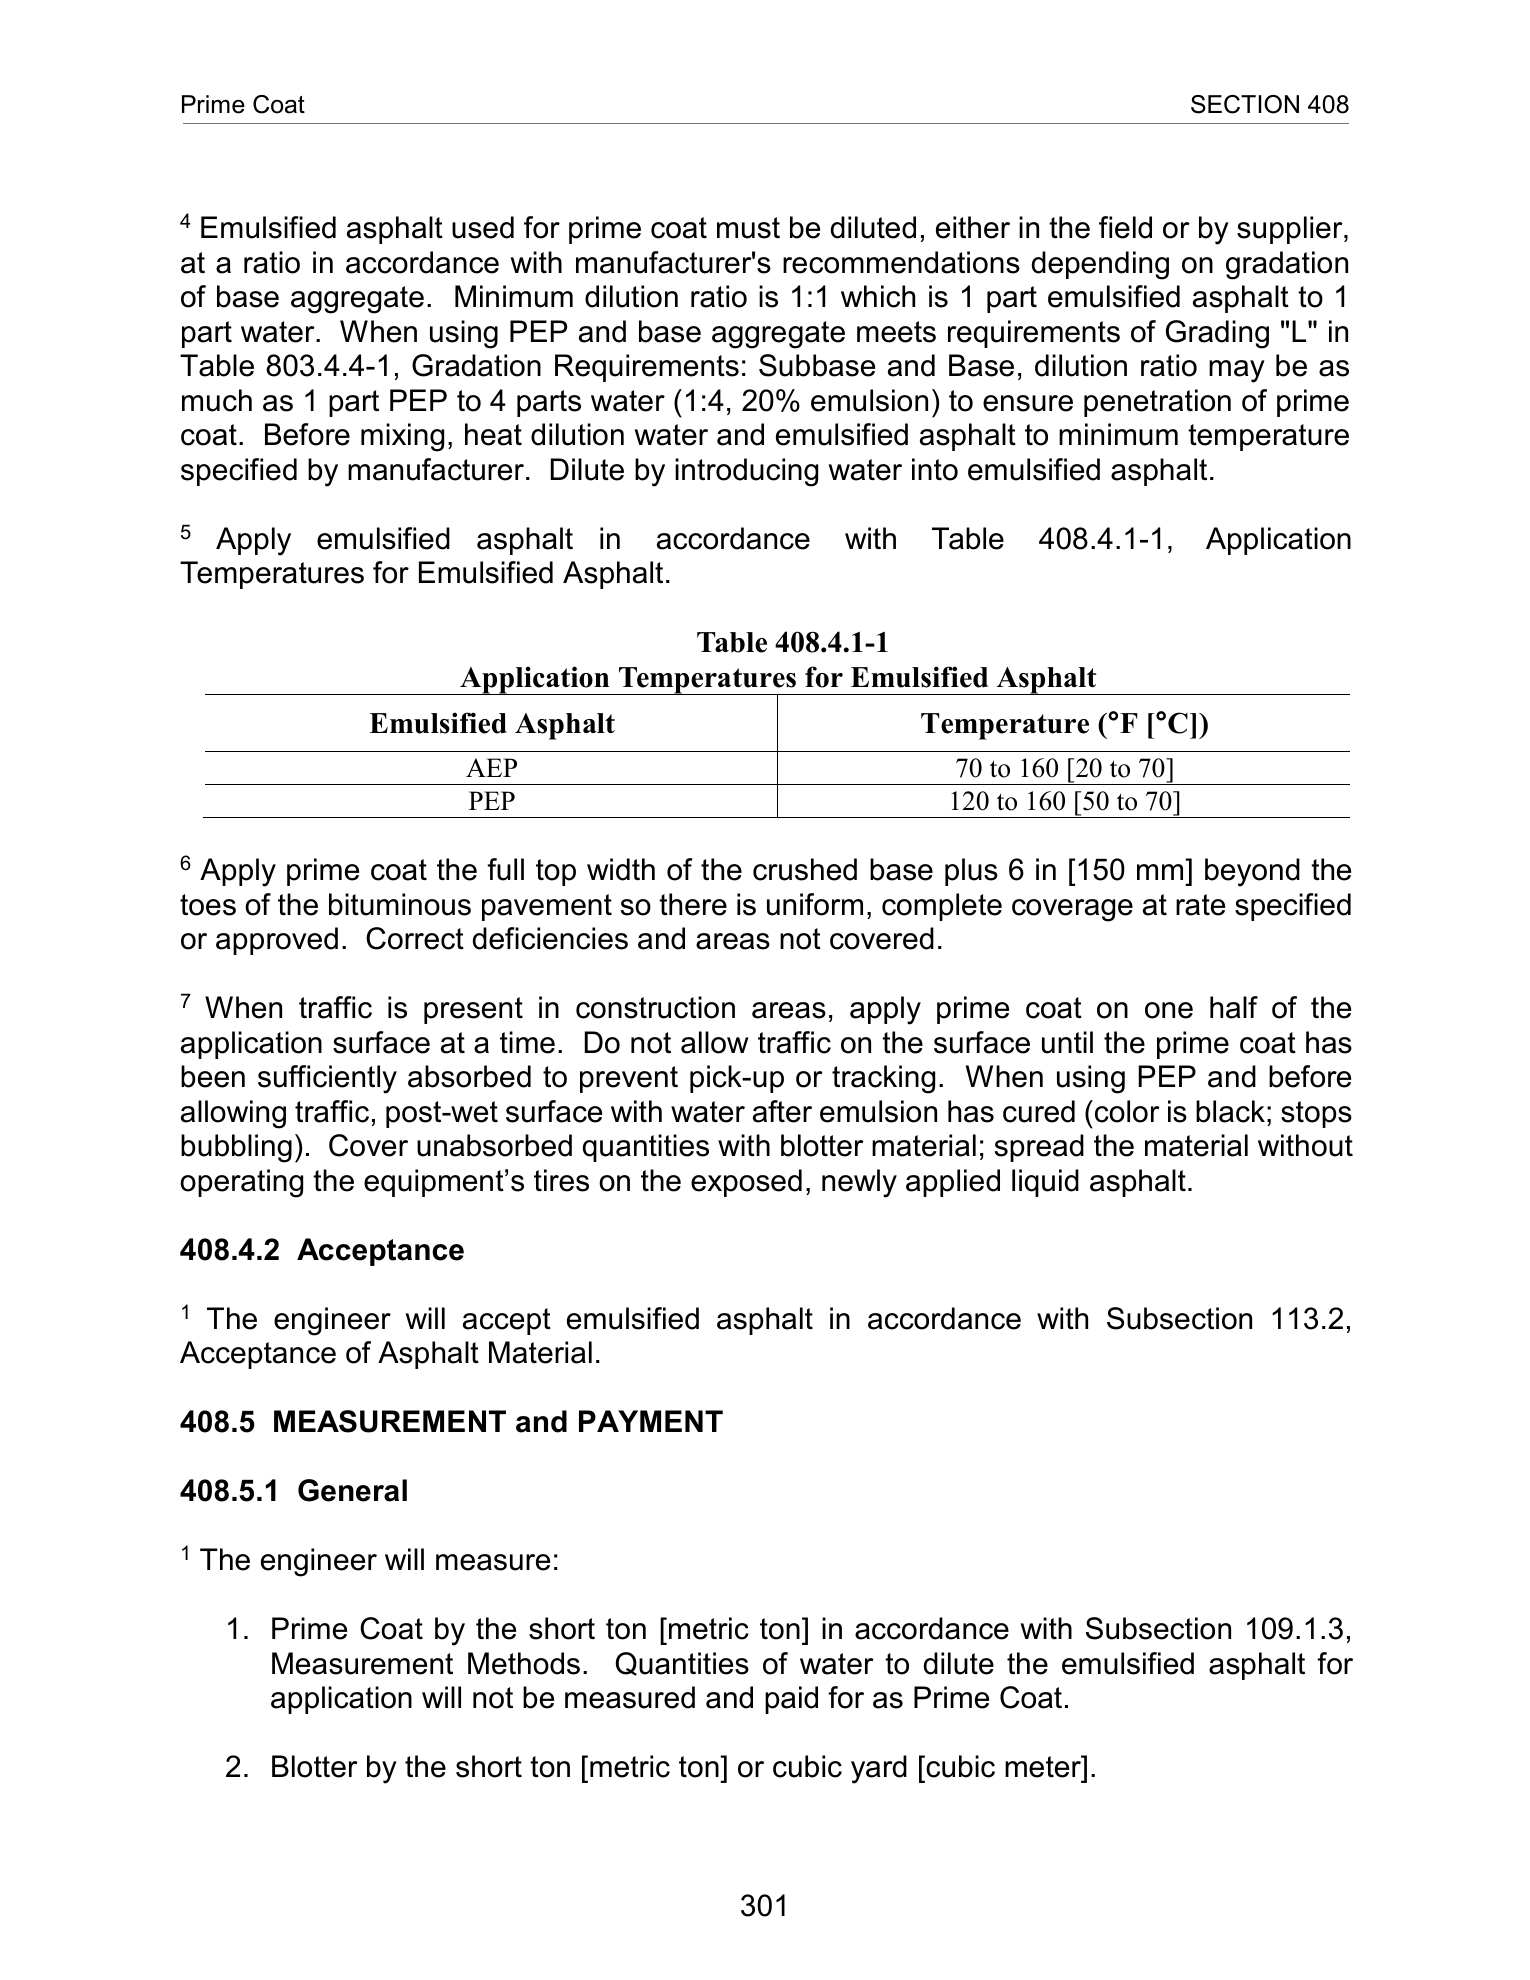 Prime Coat SECTION 408
4 Emulsified asphalt used for prime coat must be diluted, either in the field or by supplier,
at a ratio in accordance with manufacturer's recommendations depending on gradation
of base aggregate.  Minimum dilution ratio is 1:1 which is 1 part emulsified asphalt to 1
part water.  When using PEP and base aggregate meets requirements of Grading "L" in
Table 803.4.4-1, Gradation Requirements: Subbase and Base, dilution ratio may be as
much as 1 part PEP to 4 parts water (1:4, 20% emulsion) to ensure penetration of prime
coat.  Before mixing, heat dilution water and emulsified asphalt to minimum temperature
specified by manufacturer.  Dilute by introducing water into emulsified asphalt.
5 Apply emulsified asphalt in accordance with Table 408.4.1-1, Application
Temperatures for Emulsified Asphalt.
Table 408.4.1-1
Application Temperatures for Emulsified Asphalt
Emulsified Asphalt Temperature (°F [°C])
AEP 70 to 160 [20 to 70]
PEP 120 to 160 [50 to 70]
6 Apply prime coat the full top width of the crushed base plus 6 in [150 mm] beyond the
toes of the bituminous pavement so there is uniform, complete coverage at rate specified
or approved.  Correct deficiencies and areas not covered.
7 When traffic is present in construction areas, apply prime coat on one half of the
application surface at a time.  Do not allow traffic on the surface until the prime coat has
been sufficiently absorbed to prevent pick-up or tracking.  When using PEP and before
allowing traffic, post-wet surface with water after emulsion has cured (color is black; stops
bubbling).  Cover unabsorbed quantities with blotter material; spread the material without
operating the equipment’s tires on the exposed, newly applied liquid asphalt.
408.4.2  Acceptance
1 The engineer will accept emulsified asphalt in accordance with Subsection 113.2,
Acceptance of Asphalt Material.
408.5  MEASUREMENT and PAYMENT
408.5.1  General
1 The engineer will measure:
1. Prime Coat by the short ton [metric ton] in accordance with Subsection 109.1.3,
Measurement Methods.  Quantities of water to dilute the emulsified asphalt for
application will not be measured and paid for as Prime Coat.
2. Blotter by the short ton [metric ton] or cubic yard [cubic meter].
301